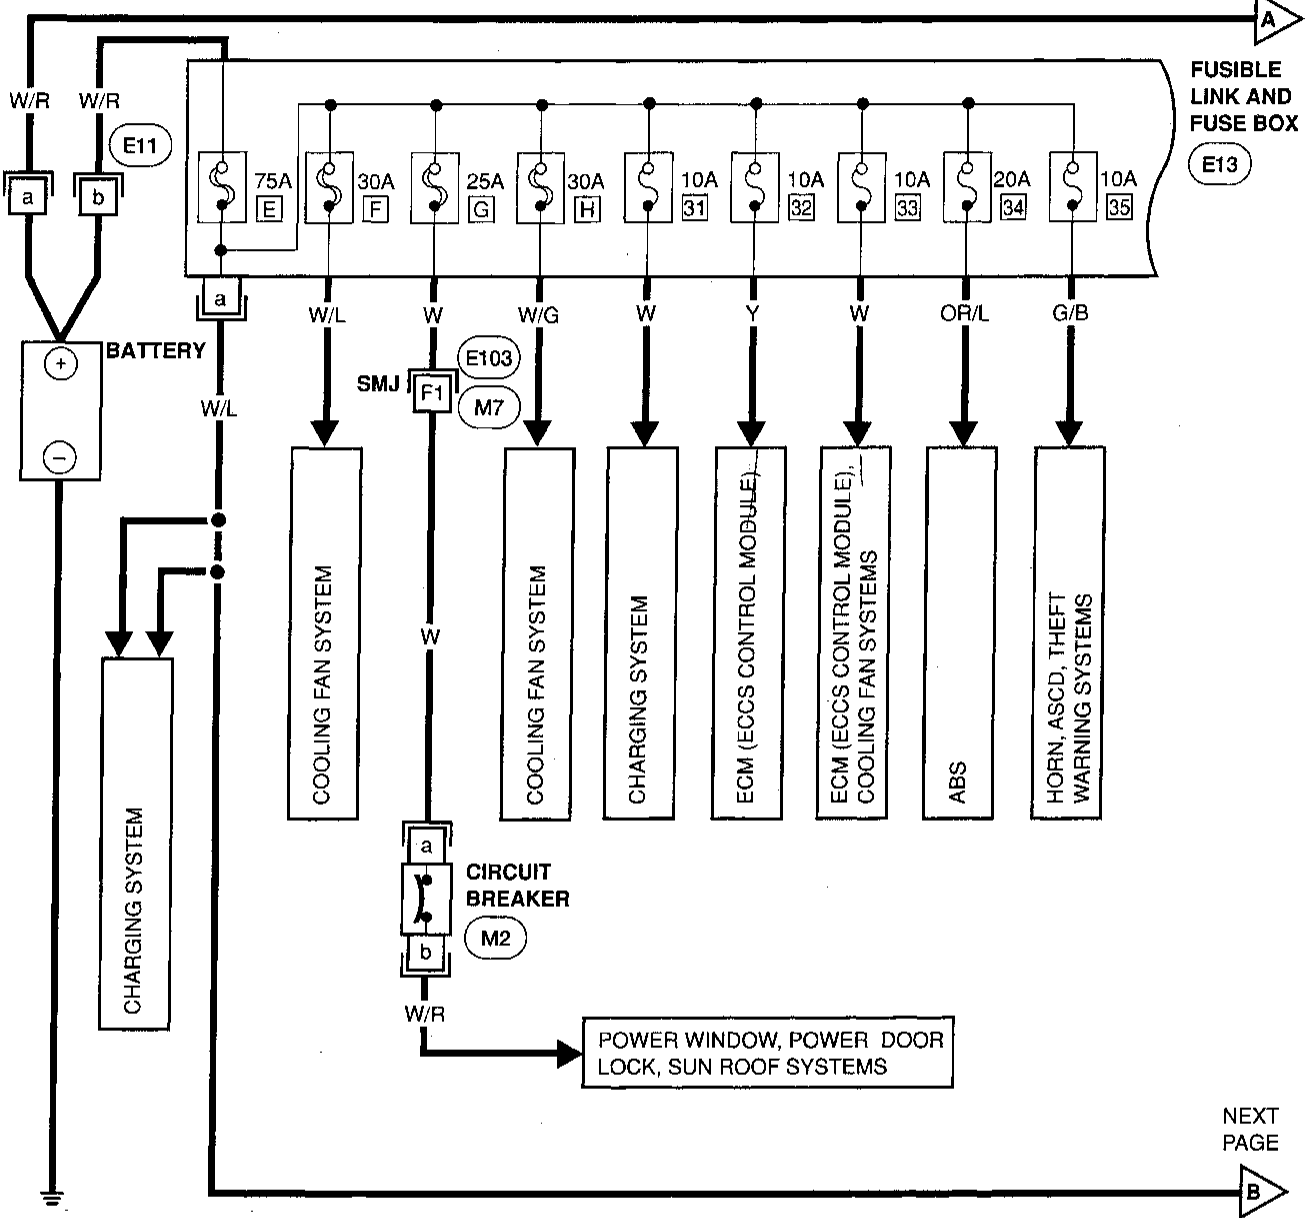 A
FUSIBLE
LINK AND
FUSE BOX
E13
W/R
W/R
E11
a
b
75A
E
30A
F
25A
G
30A
H
10A
31
10A
32
10A
33
20A
34
10A
35
a
W/L
W
W/G
W
Y
W
OR/L
G/B
BATTERY
+
−
W/L
SMJ
F1
E103
M7
W
COOLING FAN SYSTEM
COOLING FAN SYSTEM
CHARGING SYSTEM
ECM (ECCS CONTROL MODULE)
ECM (ECCS CONTROL MODULE),
COOLING FAN SYSTEMS
ABS
HORN, ASCD, THEFT
WARNING SYSTEMS
CHARGING SYSTEM
a
CIRCUIT
BREAKER
M2
b
W/R
POWER WINDOW, POWER DOOR
LOCK, SUN ROOF SYSTEMS
NEXT
PAGE
B